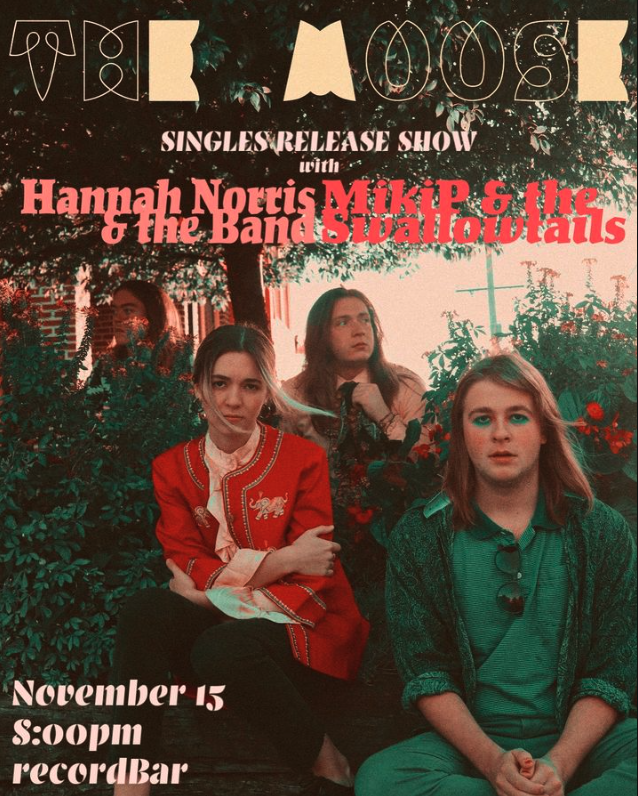 THE MOOSE
SINGLES RELEASE SHOW
with
Hannah Norris
& the Band
MikiP & the
Swallowtails
November 15
8:00pm
recordBar